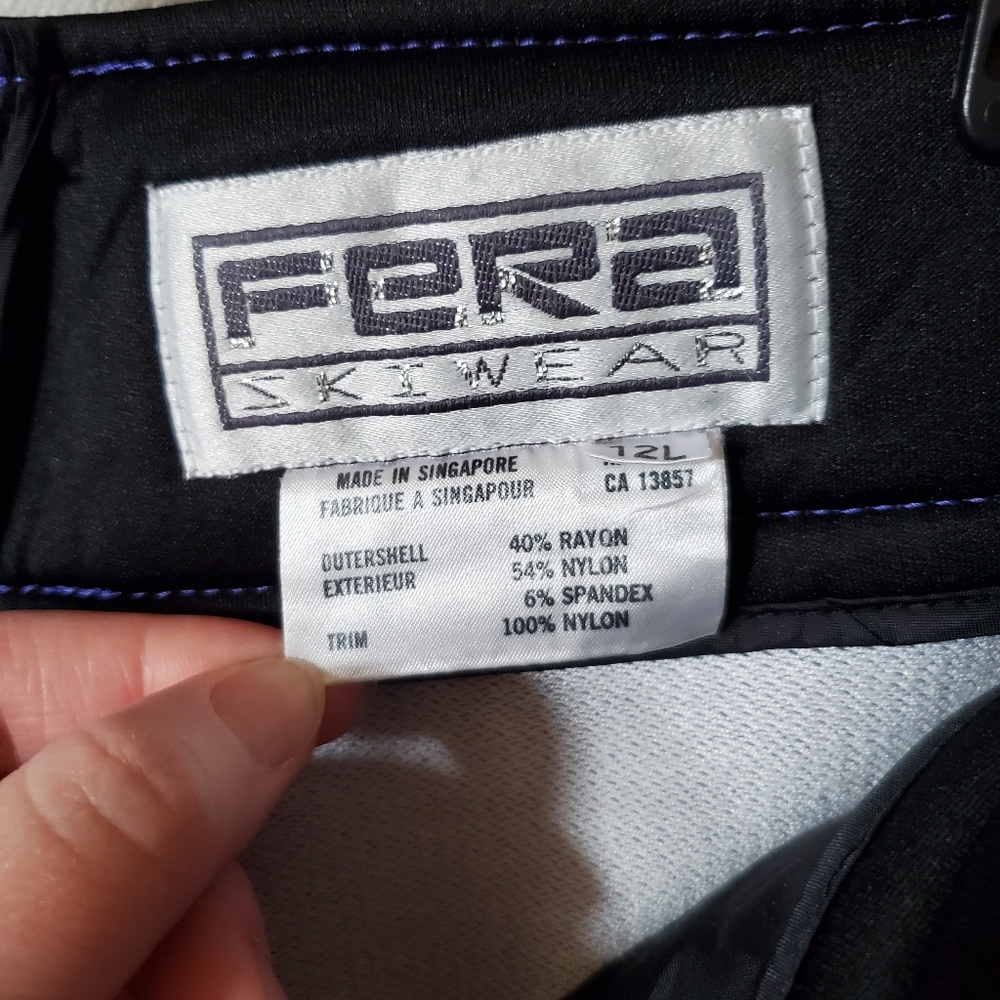 FERA
SKIWEAR
12L
MADE IN SINGAPORE
FABRIQUE A SINGAPOUR
CA 13857
OUTERSHELL 40% RAYON
EXTERIEUR 54% NYLON
6% SPANDEX
TRIM 100% NYLON